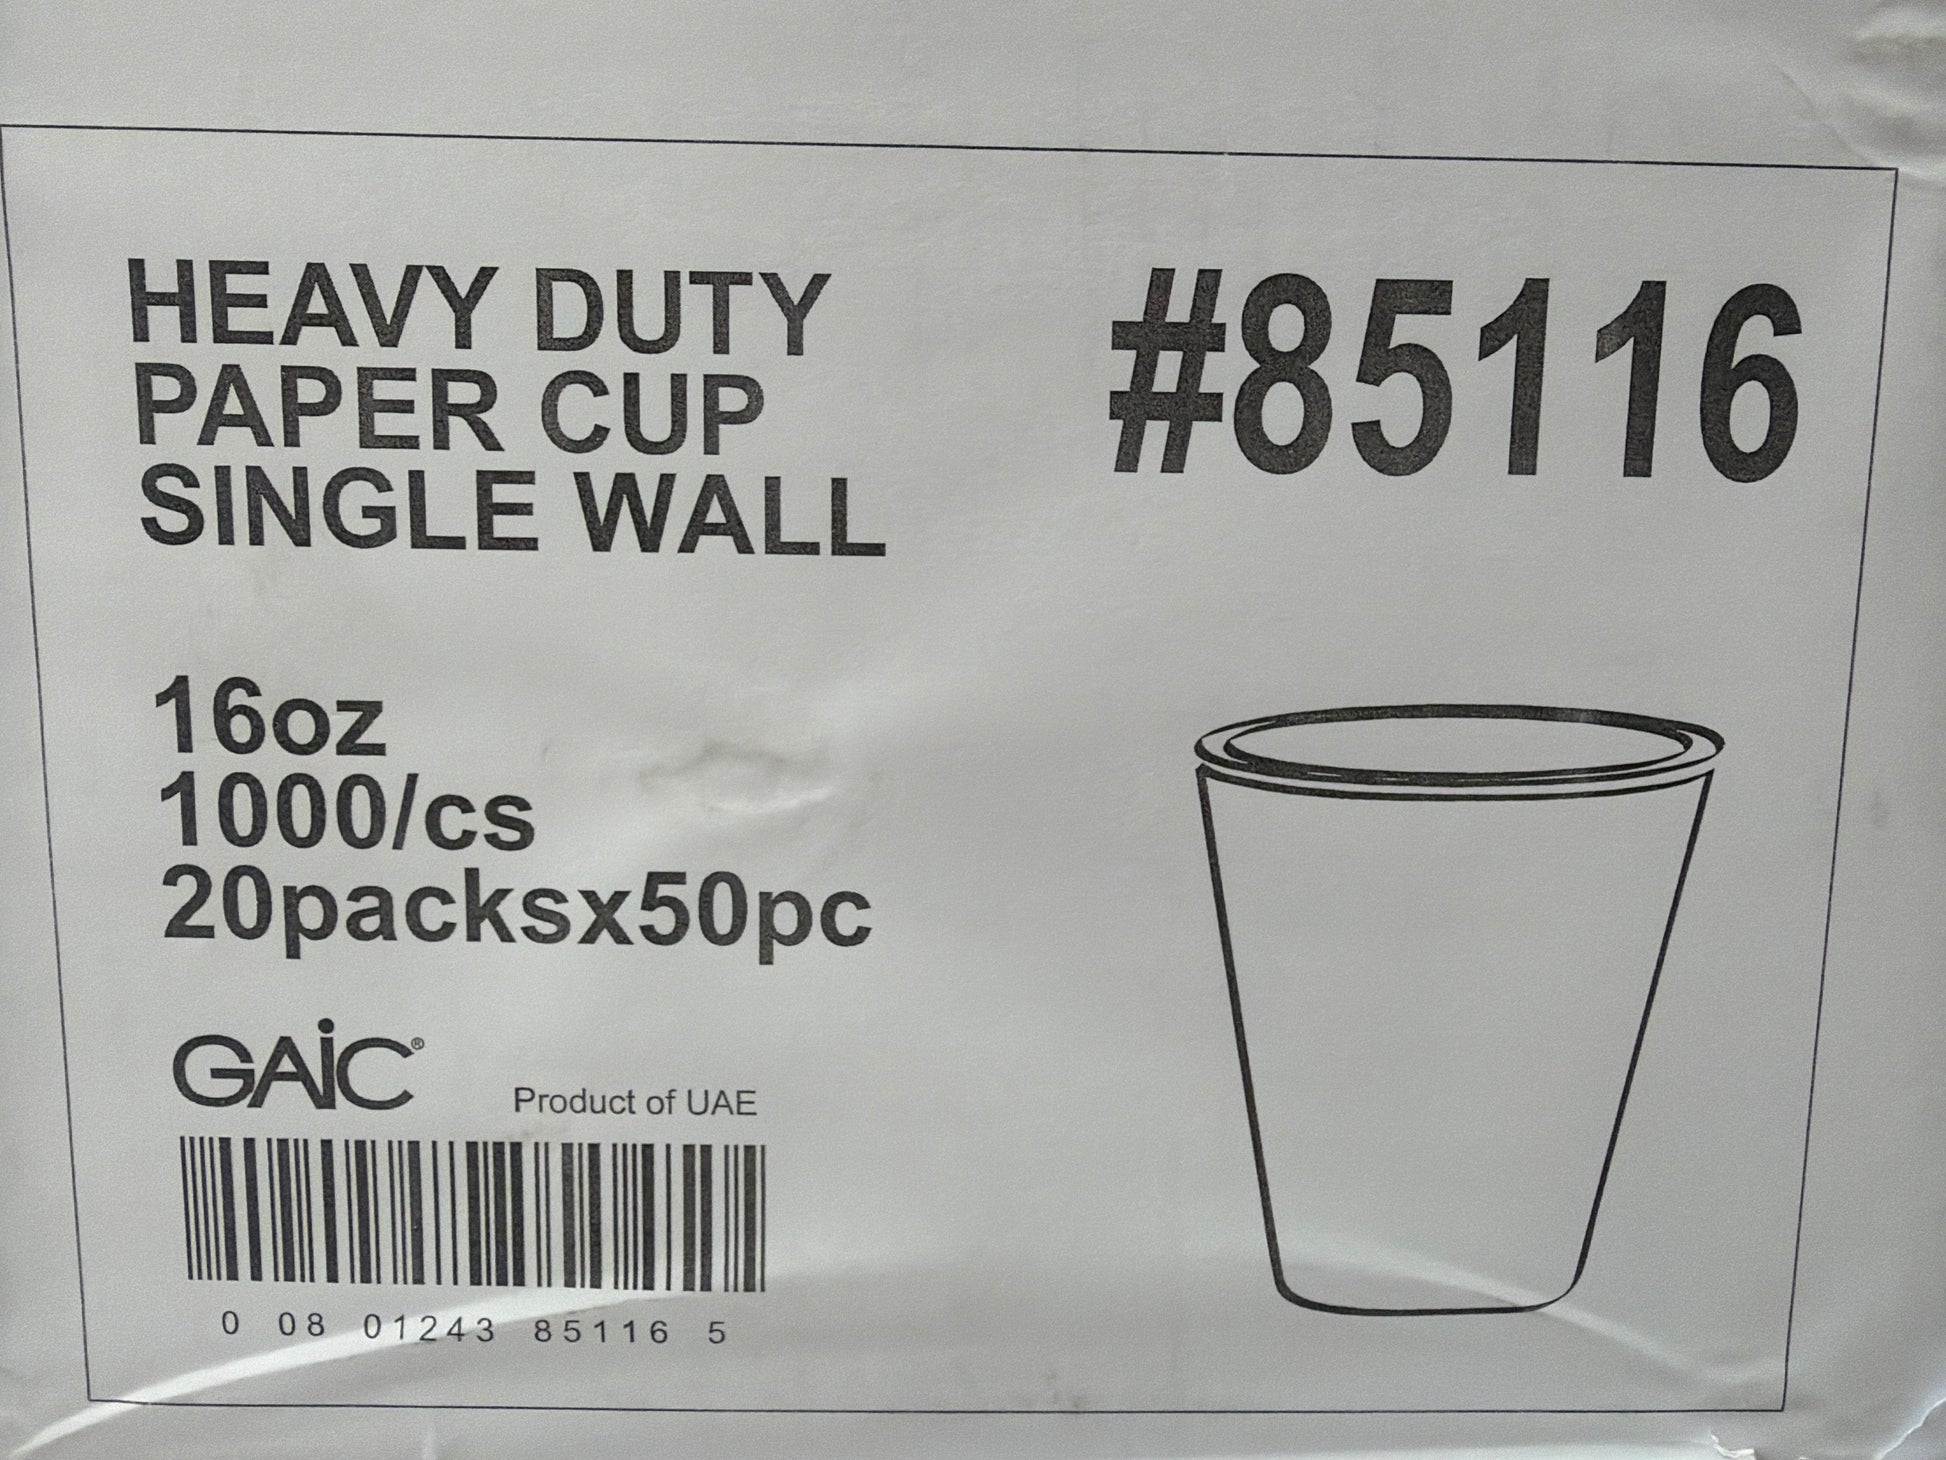 HEAVY DUTY
PAPER CUP
SINGLE WALL
#85116
16oz
1000/cs
20packsx50pc
GAiC®
Product of UAE
0 08 01243 85116 5